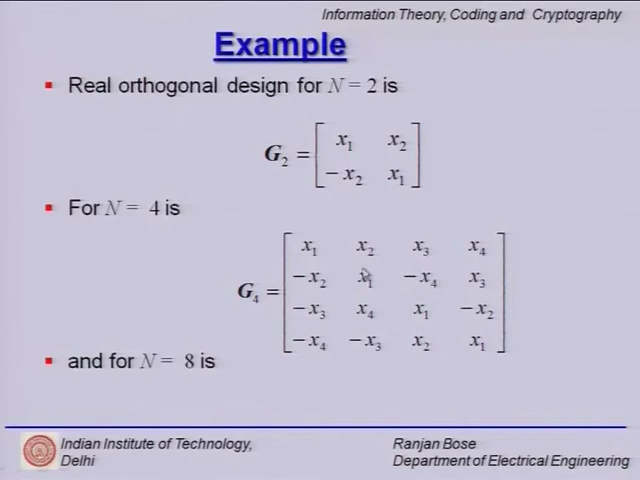 Information Theory, Coding and Cryptography
Example
▪ Real orthogonal design for N = 2 is
G₂ = [ x₁ x₂
−x₂ x₁ ]
▪ For N = 4 is
G₄ = [ x₁ x₂ x₃ x₄
−x₂ x₁ −x₄ x₃
−x₃ x₄ x₁ −x₂
−x₄ −x₃ x₂ x₁ ]
▪ and for N = 8 is
Indian Institute of Technology,
Delhi
Ranjan Bose
Department of Electrical Engineering